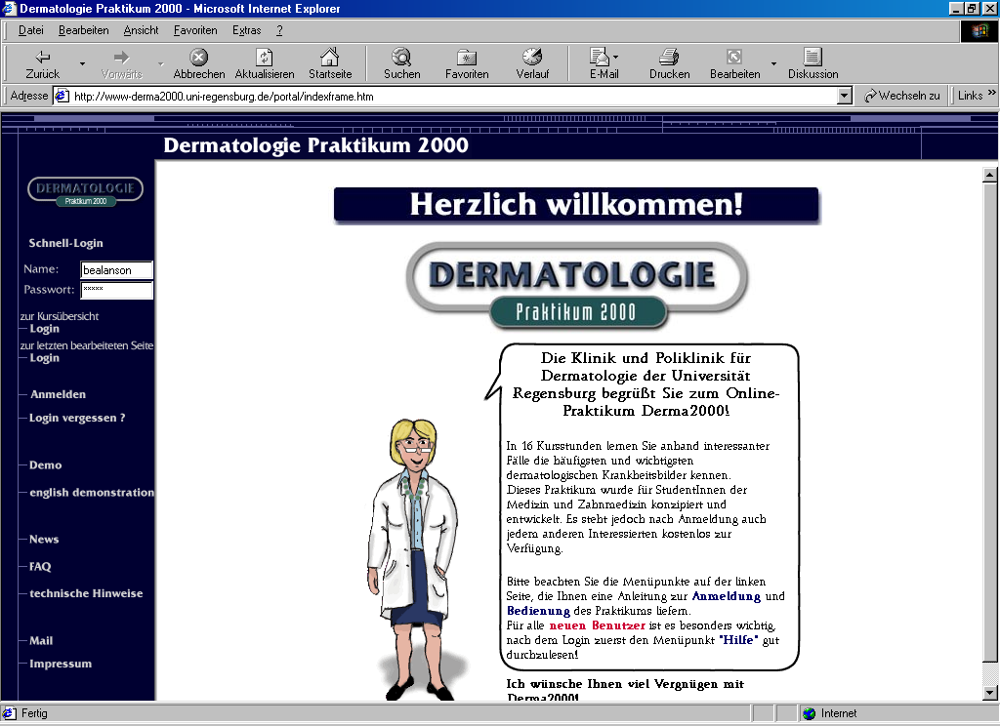 Dermatologie Praktikum 2000 - Microsoft Internet Explorer
Datei Bearbeiten Ansicht Favoriten Extras ?
Zurück Vorwärts Abbrechen Aktualisieren Startseite Suchen Favoriten Verlauf E-Mail Drucken Bearbeiten Diskussion
Adresse http://www-derma2000.uni-regensburg.de/portal/indexframe.htm Wechseln zu Links »
Dermatologie Praktikum 2000
DERMATOLOGIE
Praktikum 2000
Schnell-Login
Name: bealanson
Passwort: *****
zur Kursübersicht
Login
zur letzten bearbeiteten Seite
Login
Anmelden
Login vergessen ?
Demo
english demonstration
News
FAQ
technische Hinweise
Mail
Impressum
Herzlich willkommen!
DERMATOLOGIE
Praktikum 2000
Die Klinik und Poliklinik für
Dermatologie der Universität
Regensburg begrüßt Sie zum Online-
Praktikum Derma2000!
In 16 Kursstunden lernen Sie anhand interessanter
Fälle die häufigsten und wichtigsten
dermatologischen Krankheitsbilder kennen.
Dieses Praktikum wurde für StudentInnen der
Medizin und Zahnmedizin konzipiert und
entwickelt. Es steht jedoch nach Anmeldung auch
jedem anderen Interessierten kostenlos zur
Verfügung.
Bitte beachten Sie die Menüpunkte auf der linken
Seite, die Ihnen eine Anleitung zur Anmeldung und
Bedienung des Praktikums liefern.
Für alle neuen Benutzer ist es besonders wichtig,
nach dem Login zuerst den Menüpunkt "Hilfe" gut
durchzulesen!
Ich wünsche Ihnen viel Vergnügen mit
Derma2000!
Fertig Internet